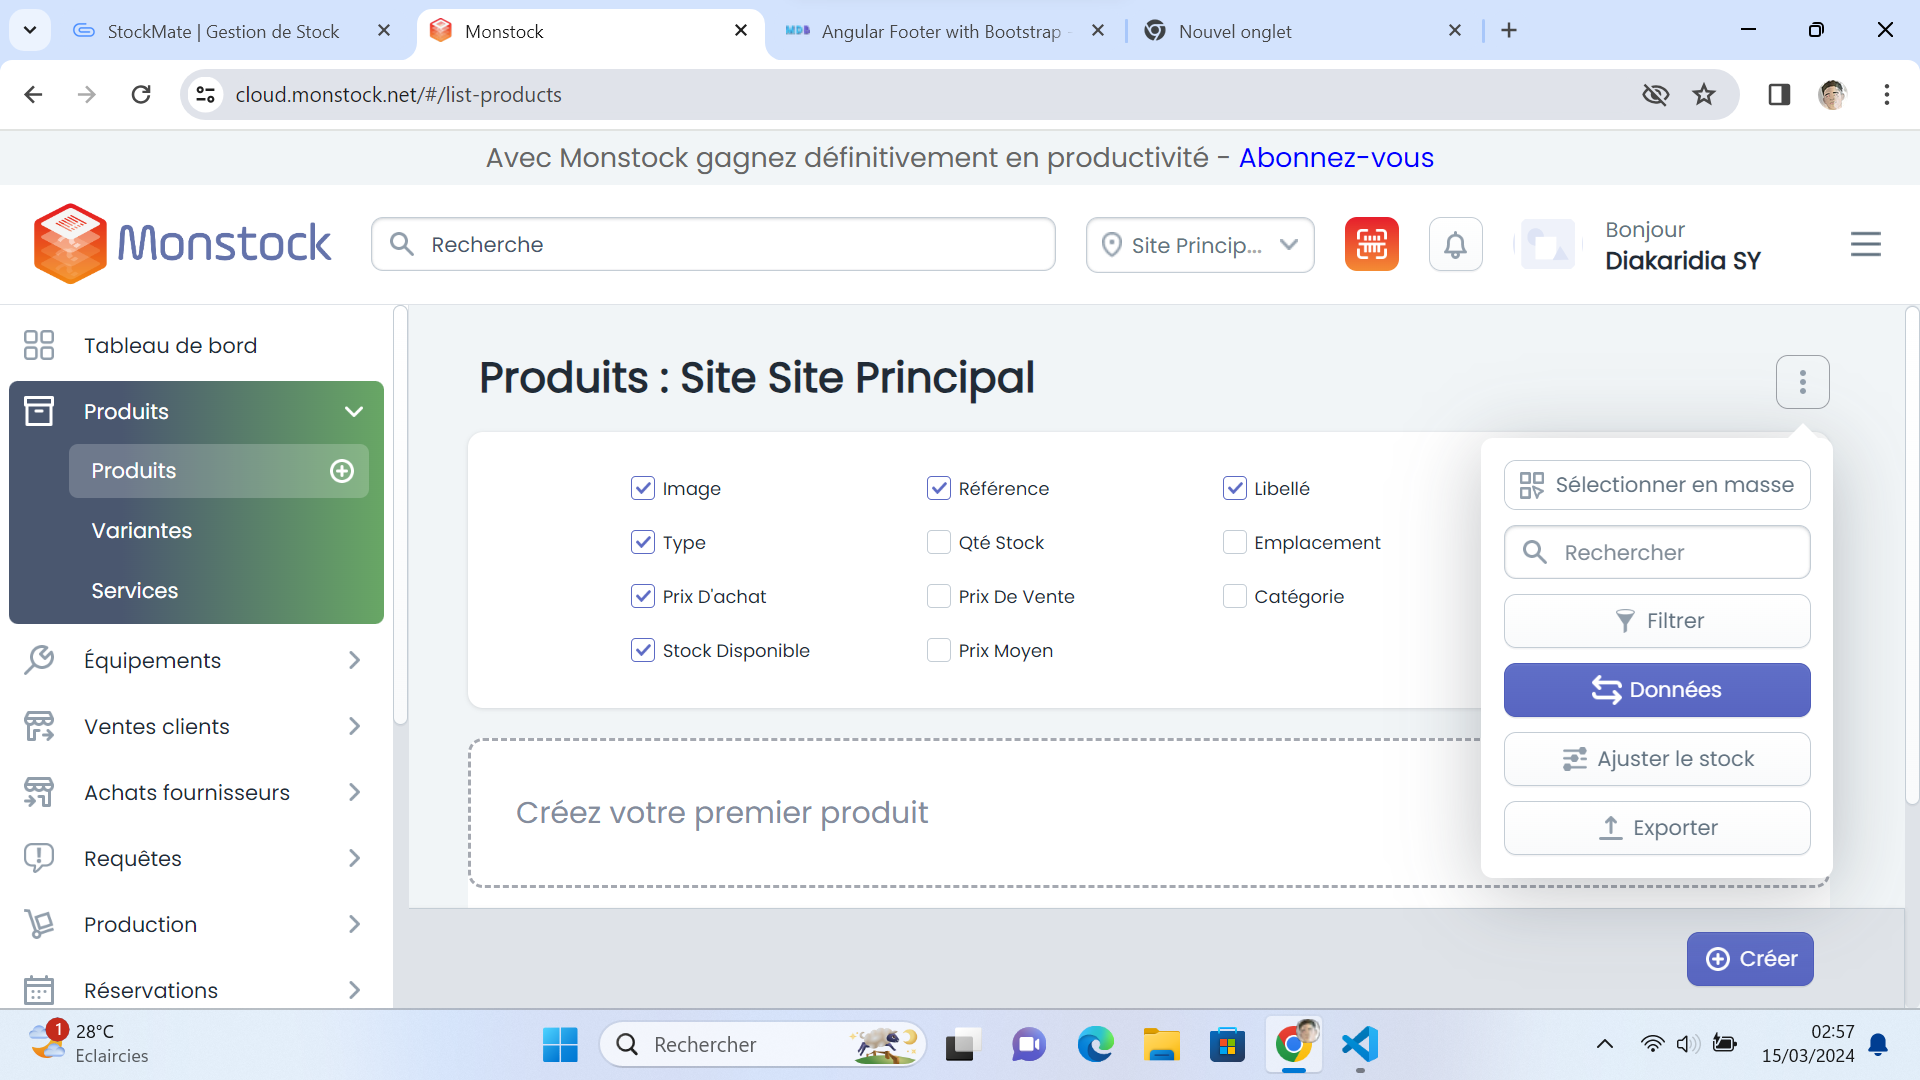 StockMate | Gestion de Stock
Monstock
Angular Footer with Bootstrap
Nouvel onglet
cloud.monstock.net/#/list-products
Avec Monstock gagnez définitivement en productivité - Abonnez-vous
Monstock
Recherche
Site Princip...
Bonjour
Diakaridia SY
Tableau de bord
Produits
Produits
Variantes
Services
Équipements
Ventes clients
Achats fournisseurs
Requêtes
Production
Réservations
Produits : Site Site Principal
Image
Référence
Libellé
Type
Qté Stock
Emplacement
Prix D'achat
Prix De Vente
Catégorie
Stock Disponible
Prix Moyen
Sélectionner en masse
Rechercher
Filtrer
Données
Ajuster le stock
Exporter
Créez votre premier produit
Créer
1
28°C
Eclaircies
Rechercher
02:57
15/03/2024